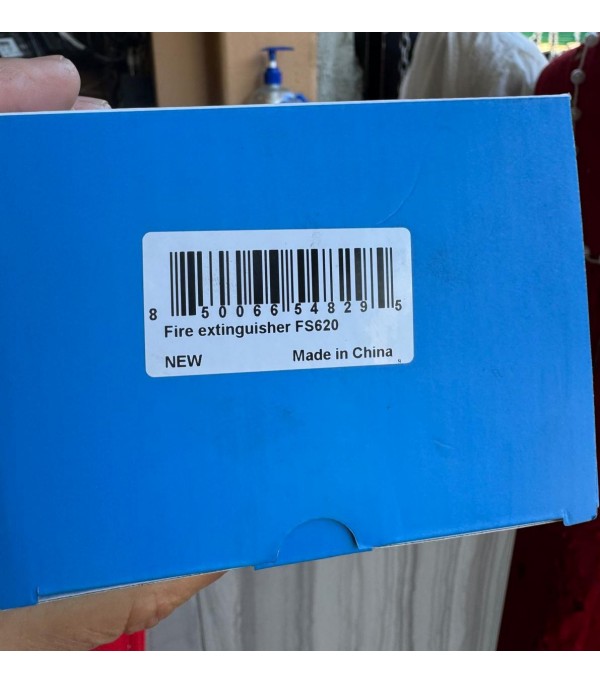 8 50066 54829 5
Fire extinguisher FS620
NEW Made in China